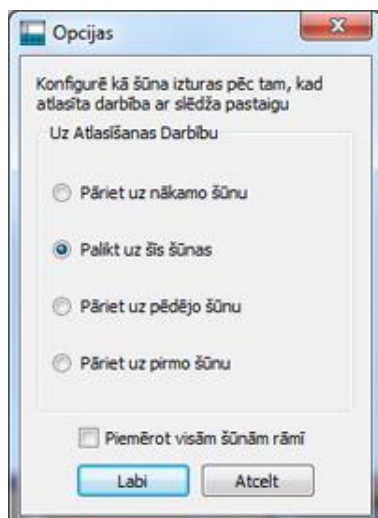 Opcijas
Konfigurē kā šūna izturas pēc tam, kad
atlasīta darbība ar slēdža pastaigu
Uz Atlasīšanas Darbību
Pāriet uz nākamo šūnu
Palikt uz šīs šūnas
Pāriet uz pēdējo šūnu
Pāriet uz pirmo šūnu
Piemērot visām šūnām rāmī
Labi Atcelt